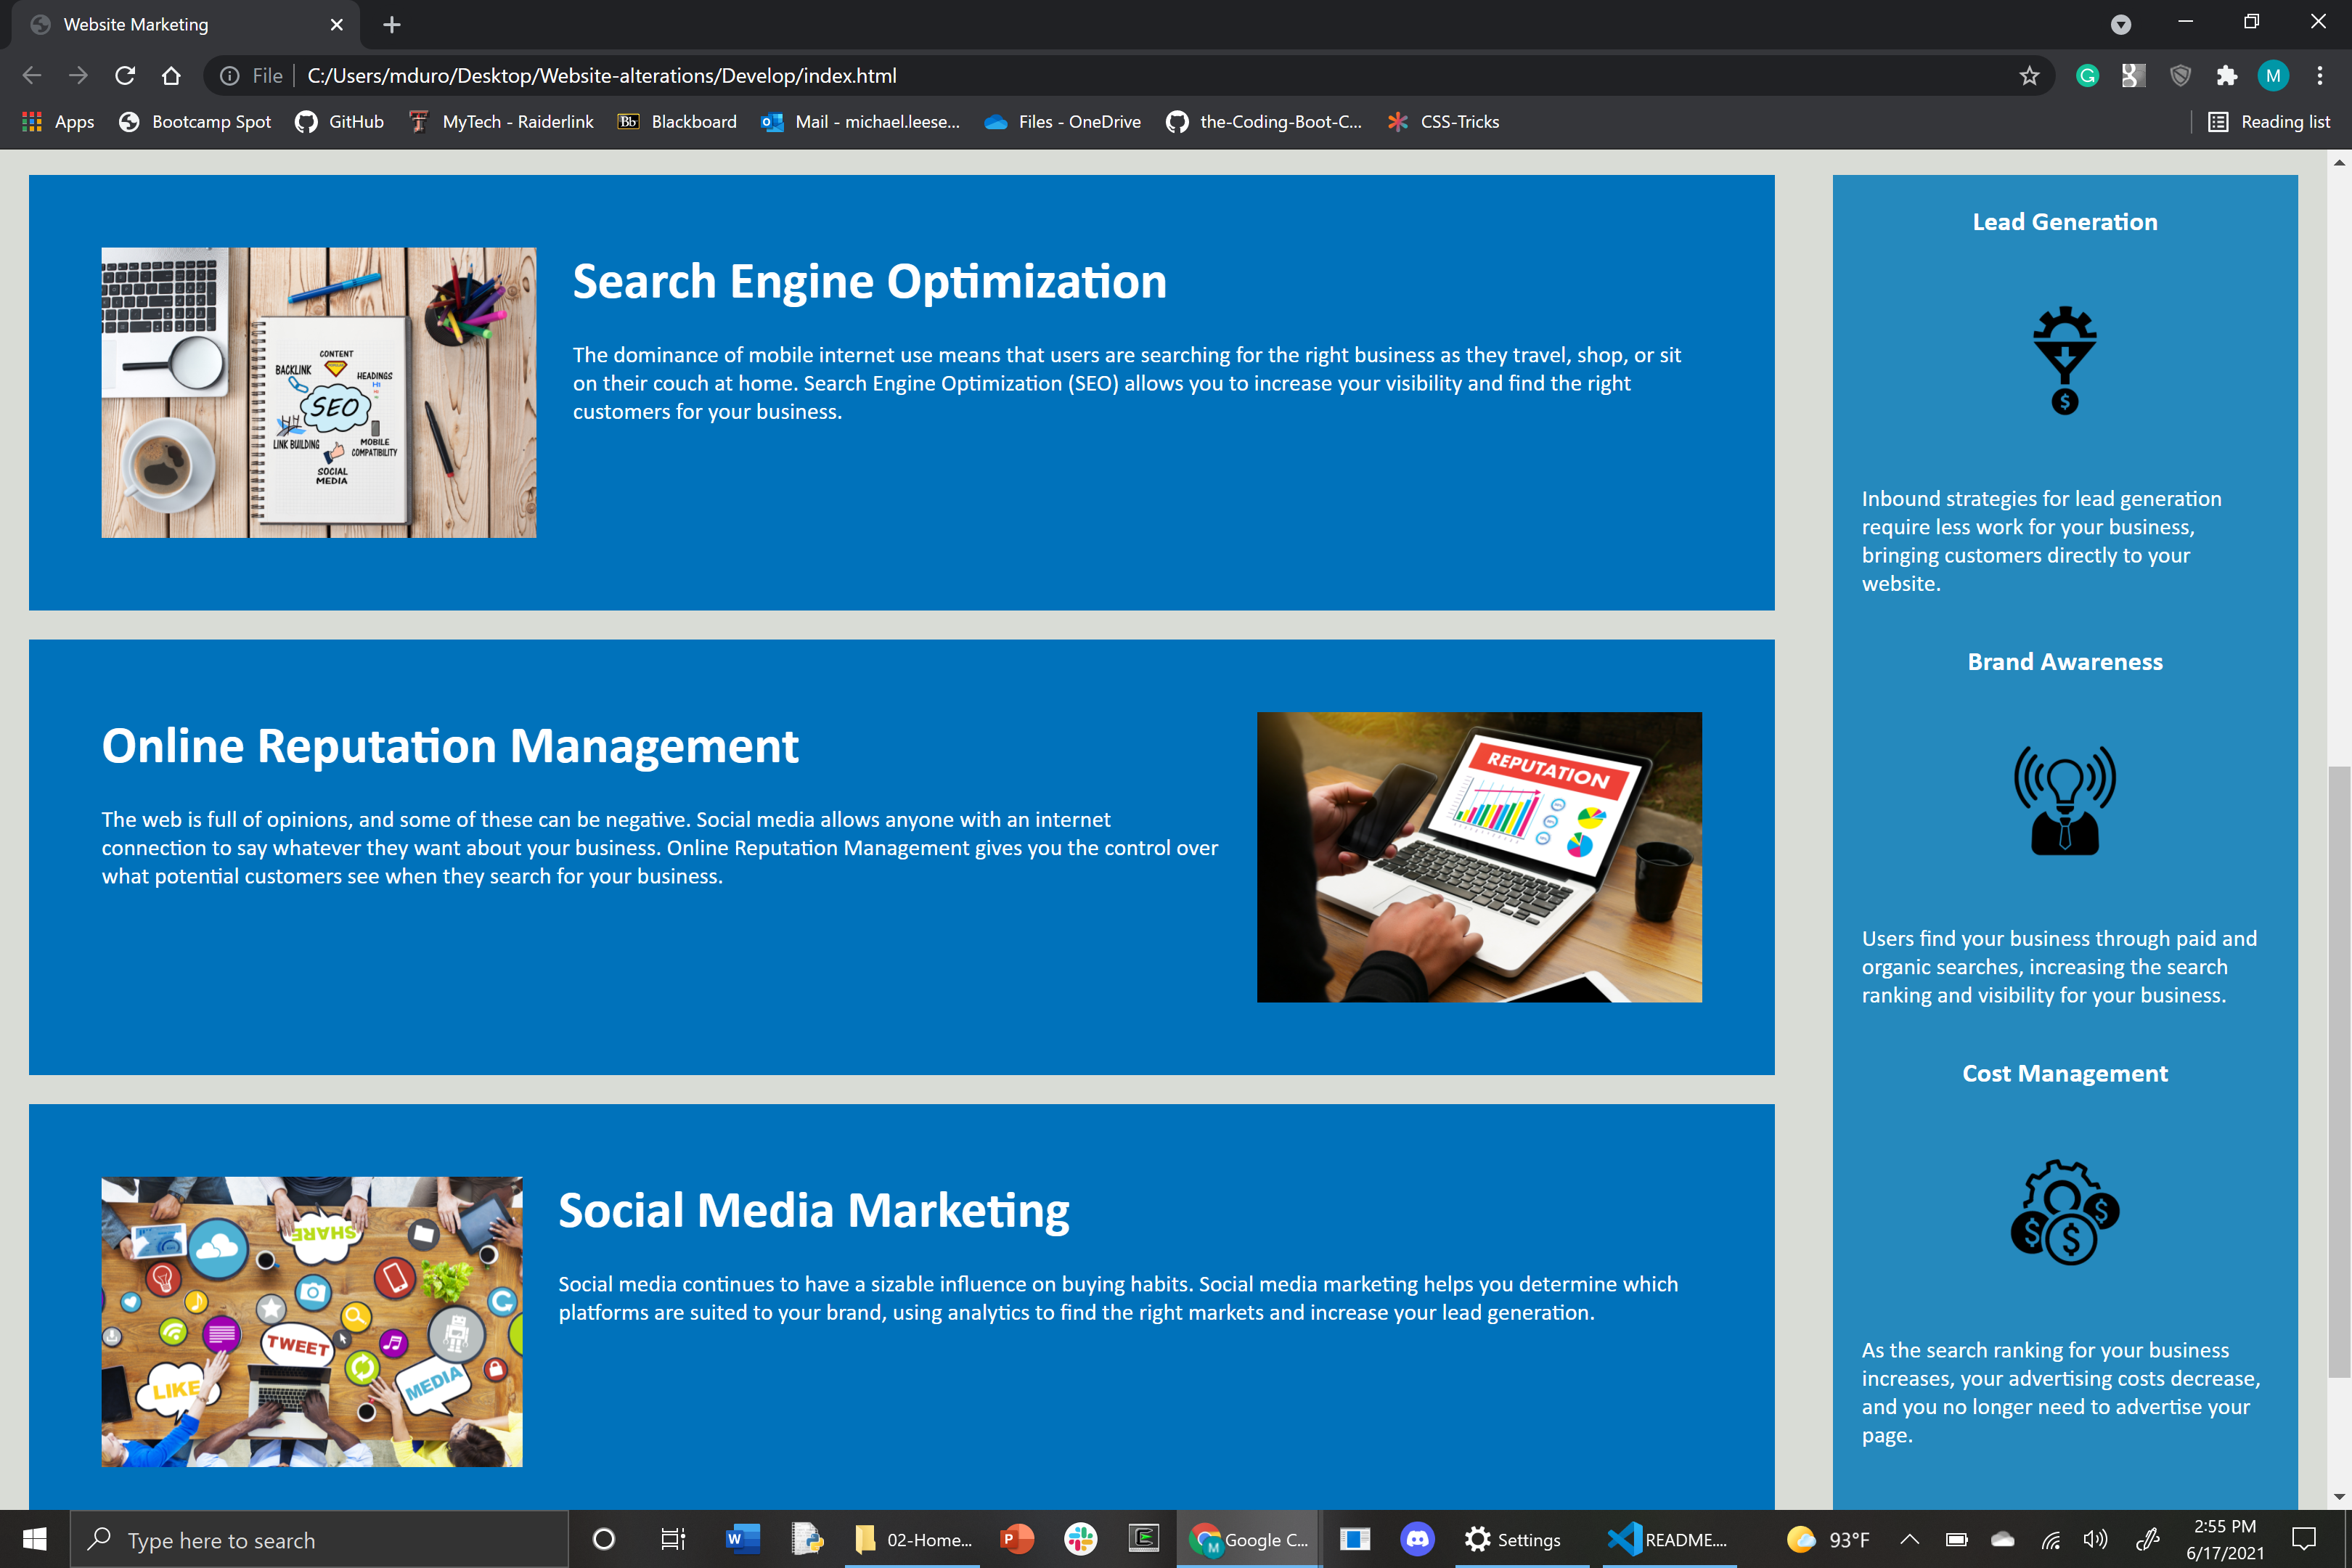 Website Marketing
File
C:/Users/mduro/Desktop/Website-alterations/Develop/index.html
G
M
Apps
Bootcamp Spot
GitHub
MyTech - Raiderlink
Bb
Blackboard
Mail - michael.leese...
Files - OneDrive
the-Coding-Boot-C...
CSS-Tricks
Reading list
CONTENT
BACKLINK
HEADINGS
H1
SEO
LINK BUILDING
MOBILE
COMPATIBILITY
SOCIAL
MEDIA
Search Engine Optimization
The dominance of mobile internet use means that users are searching for the right business as they travel, shop, or sit
on their couch at home. Search Engine Optimization (SEO) allows you to increase your visibility and find the right
customers for your business.
Online Reputation Management
The web is full of opinions, and some of these can be negative. Social media allows anyone with an internet
connection to say whatever they want about your business. Online Reputation Management gives you the control over
what potential customers see when they search for your business.
REPUTATION
SHARE
TWEET
LIKE
MEDIA
Social Media Marketing
Social media continues to have a sizable influence on buying habits. Social media marketing helps you determine which
platforms are suited to your brand, using analytics to find the right markets and increase your lead generation.
Lead Generation
$
Inbound strategies for lead generation
require less work for your business,
bringing customers directly to your
website.
Brand Awareness
Users find your business through paid and
organic searches, increasing the search
ranking and visibility for your business.
Cost Management
$ $ $
As the search ranking for your business
increases, your advertising costs decrease,
and you no longer need to advertise your
page.
Type here to search
W
02-Home...
P
M
Google C...
Settings
README....
93°F
2:55 PM
6/17/2021